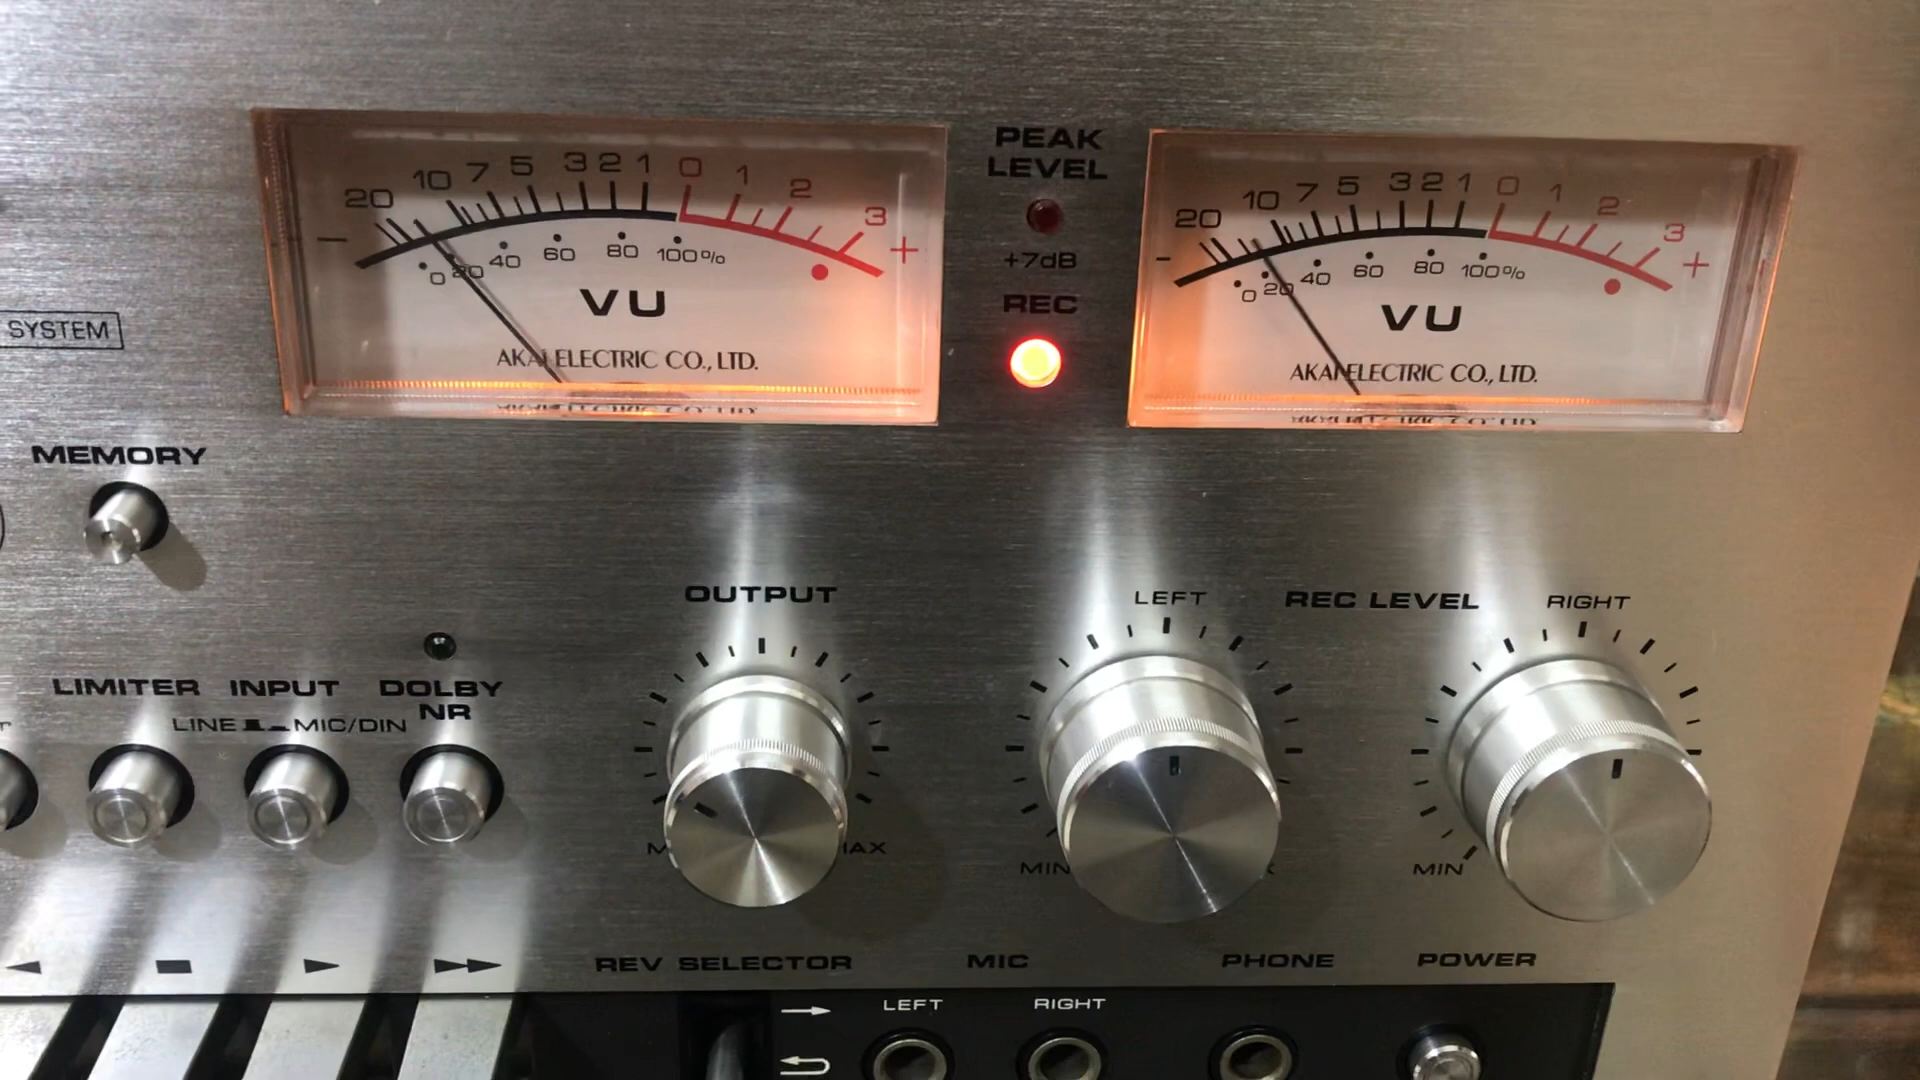 PEAK
LEVEL
+7dB
REC
− 20 10 7 5 3 2 1 0 1 2 3 +
0 20 40 60 80 100%
VU
AKAI ELECTRIC CO., LTD.
− 20 10 7 5 3 2 1 0 1 2 3 +
0 20 40 60 80 100%
VU
AKAI ELECTRIC CO., LTD.
SYSTEM
MEMORY
OUTPUT
LEFT REC LEVEL RIGHT
LIMITER INPUT DOLBY
NR
LINE MIC/DIN
MIN
MIN
REV SELECTOR MIC PHONE POWER
LEFT RIGHT